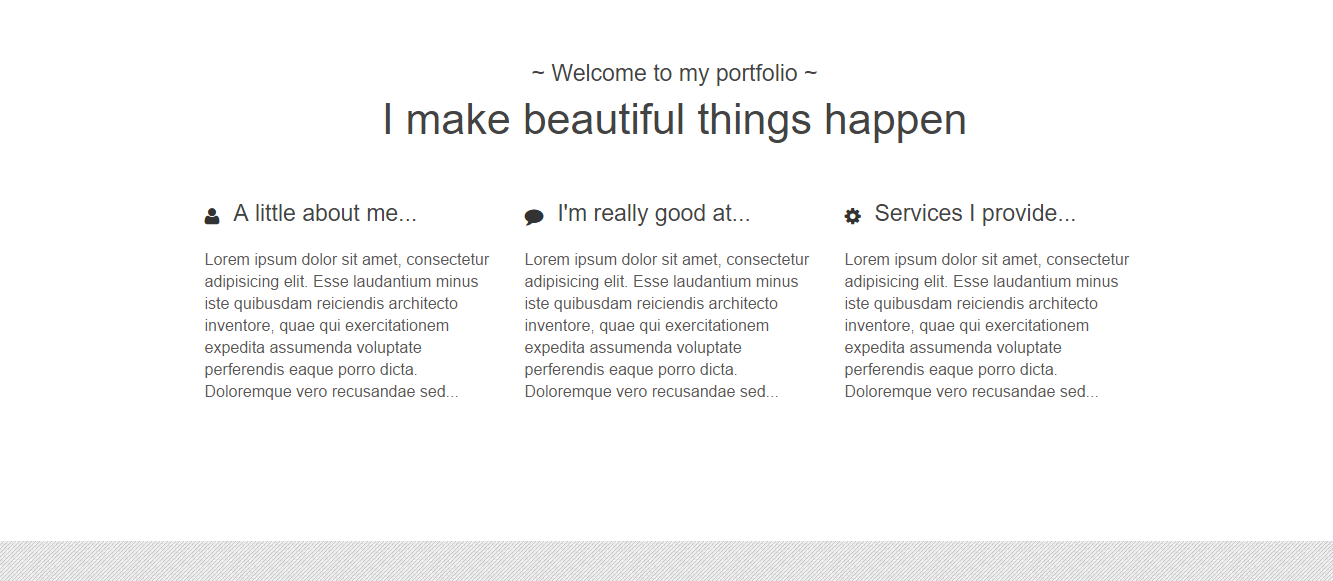 ~ Welcome to my portfolio ~
I make beautiful things happen
A little about me...
Lorem ipsum dolor sit amet, consectetur
adipisicing elit. Esse laudantium minus
iste quibusdam reiciendis architecto
inventore, quae qui exercitationem
expedita assumenda voluptate
perferendis eaque porro dicta.
Doloremque vero recusandae sed...
I'm really good at...
Lorem ipsum dolor sit amet, consectetur
adipisicing elit. Esse laudantium minus
iste quibusdam reiciendis architecto
inventore, quae qui exercitationem
expedita assumenda voluptate
perferendis eaque porro dicta.
Doloremque vero recusandae sed...
Services I provide...
Lorem ipsum dolor sit amet, consectetur
adipisicing elit. Esse laudantium minus
iste quibusdam reiciendis architecto
inventore, quae qui exercitationem
expedita assumenda voluptate
perferendis eaque porro dicta.
Doloremque vero recusandae sed...